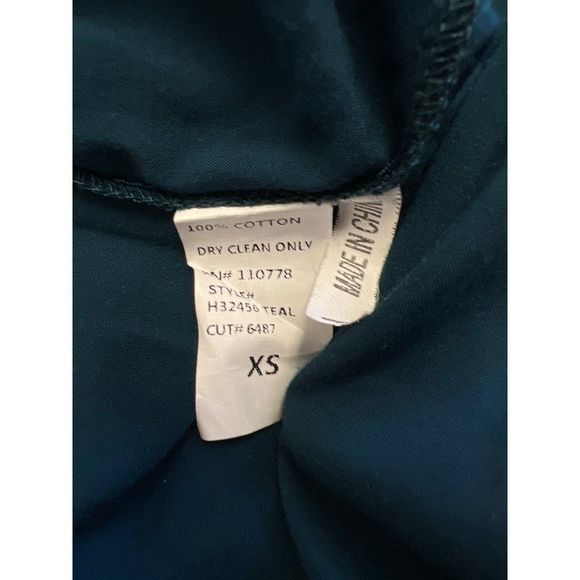 100% COTTON
DRY CLEAN ONLY
N# 110778
STYLE#
H32456 TEAL
CUT# 6487
XS
MADE IN CHIN